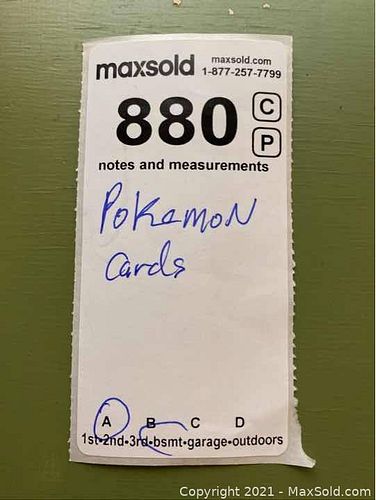 maxsold maxsold.com
1-877-257-7799
880 C
P
notes and measurements
Pokemon
Cards
A B C D
1st•2nd•3rd•bsmt•garage•outdoors
Copyright 2021 - MaxSold.com